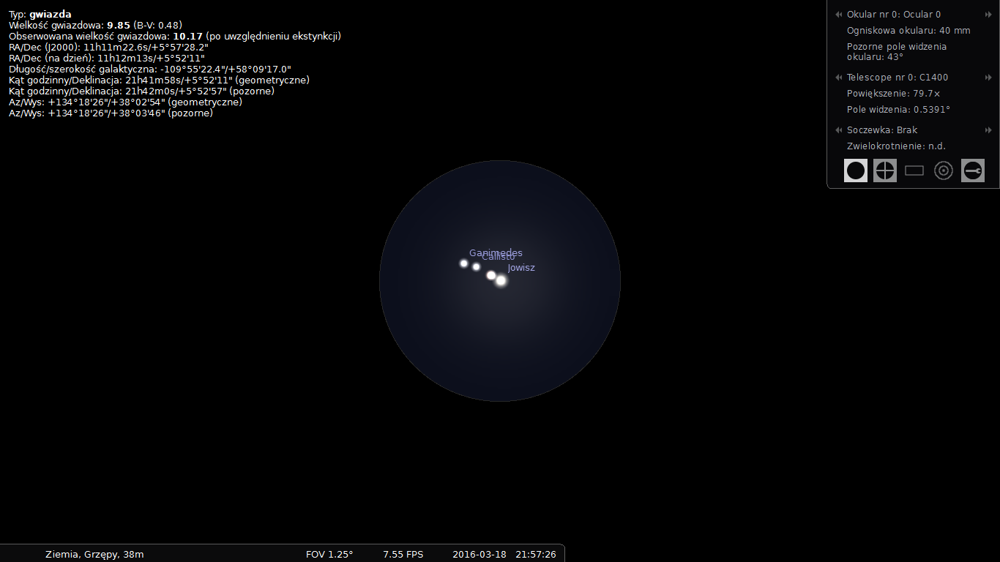 Typ: gwiazda
Wielkość gwiazdowa: 9.85 (B-V: 0.48)
Obserwowana wielkość gwiazdowa: 10.17 (po uwzględnieniu ekstynkcji)
RA/Dec (J2000): 11h11m22.6s/+5°57'28.2"
RA/Dec (na dzień): 11h12m13s/+5°52'11"
Długość/szerokość galaktyczna: -109°55'22.4"/+58°09'17.0"
Kąt godzinny/Deklinacja: 21h41m58s/+5°52'11" (geometryczne)
Kąt godzinny/Deklinacja: 21h42m0s/+5°52'57" (pozorne)
Az/Wys: +134°18'26"/+38°02'54" (geometryczne)
Az/Wys: +134°18'26"/+38°03'46" (pozorne)
Okular nr 0: Ocular 0
Ogniskowa okularu: 40 mm
Pozorne pole widzenia
okularu: 43°
Telescope nr 0: C1400
Powiększenie: 79.7×
Pole widzenia: 0.5391°
Soczewka: Brak
Zwielokrotnienie: n.d.
Ganimedes
Callisto
Jowisz
Ziemia, Grzępy, 38m
FOV 1.25°
7.55 FPS
2016-03-18 21:57:26